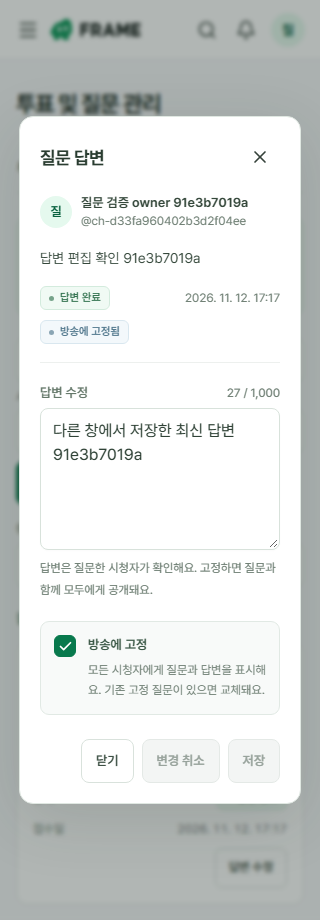 FRAME
질
투표 및 질문 관리
질문 답변
질
질문 검증 owner 91e3b7019a
@ch-d33fa960402b3d2f04ee
답변 편집 확인 91e3b7019a
답변 완료
2026. 11. 12. 17:17
방송에 고정됨
답변 수정
27 / 1,000
다른 창에서 저장한 최신 답변
91e3b7019a
답변은 질문한 시청자가 확인해요. 고정하면 질문과
함께 모두에게 공개돼요.
방송에 고정
모든 시청자에게 질문과 답변을 표시해
요. 기존 고정 질문이 있으면 교체돼요.
닫기
변경 취소
저장
접수일
2026. 11. 12. 17:17
답변 수정